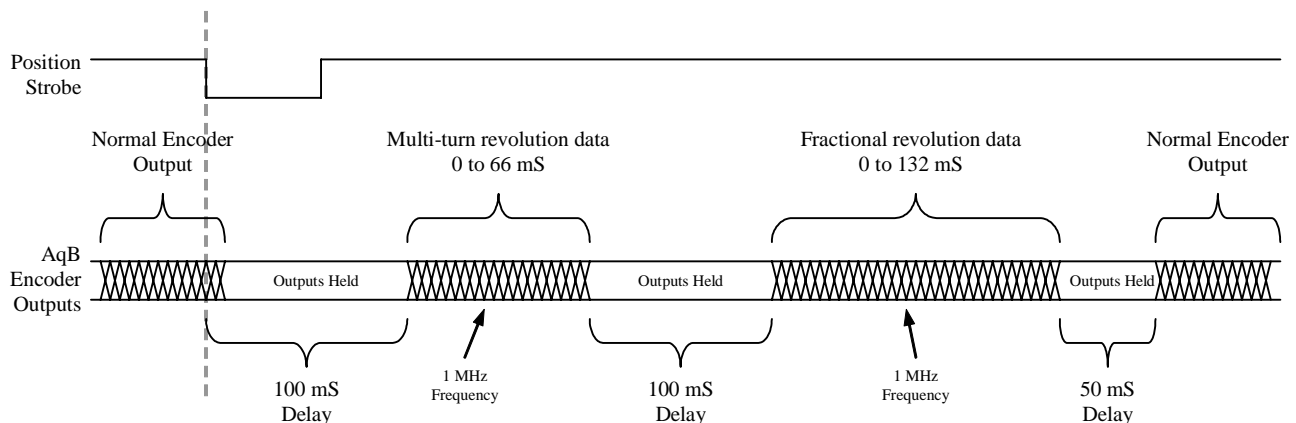 Position
Strobe
Normal Encoder
Output
Multi-turn revolution data
0 to 66 mS
Fractional revolution data
0 to 132 mS
Normal Encoder
Output
AqB
Encoder
Outputs
Outputs Held
Outputs Held
Outputs Held
100 mS
Delay
1 MHz
Frequency
100 mS
Delay
1 MHz
Frequency
50 mS
Delay